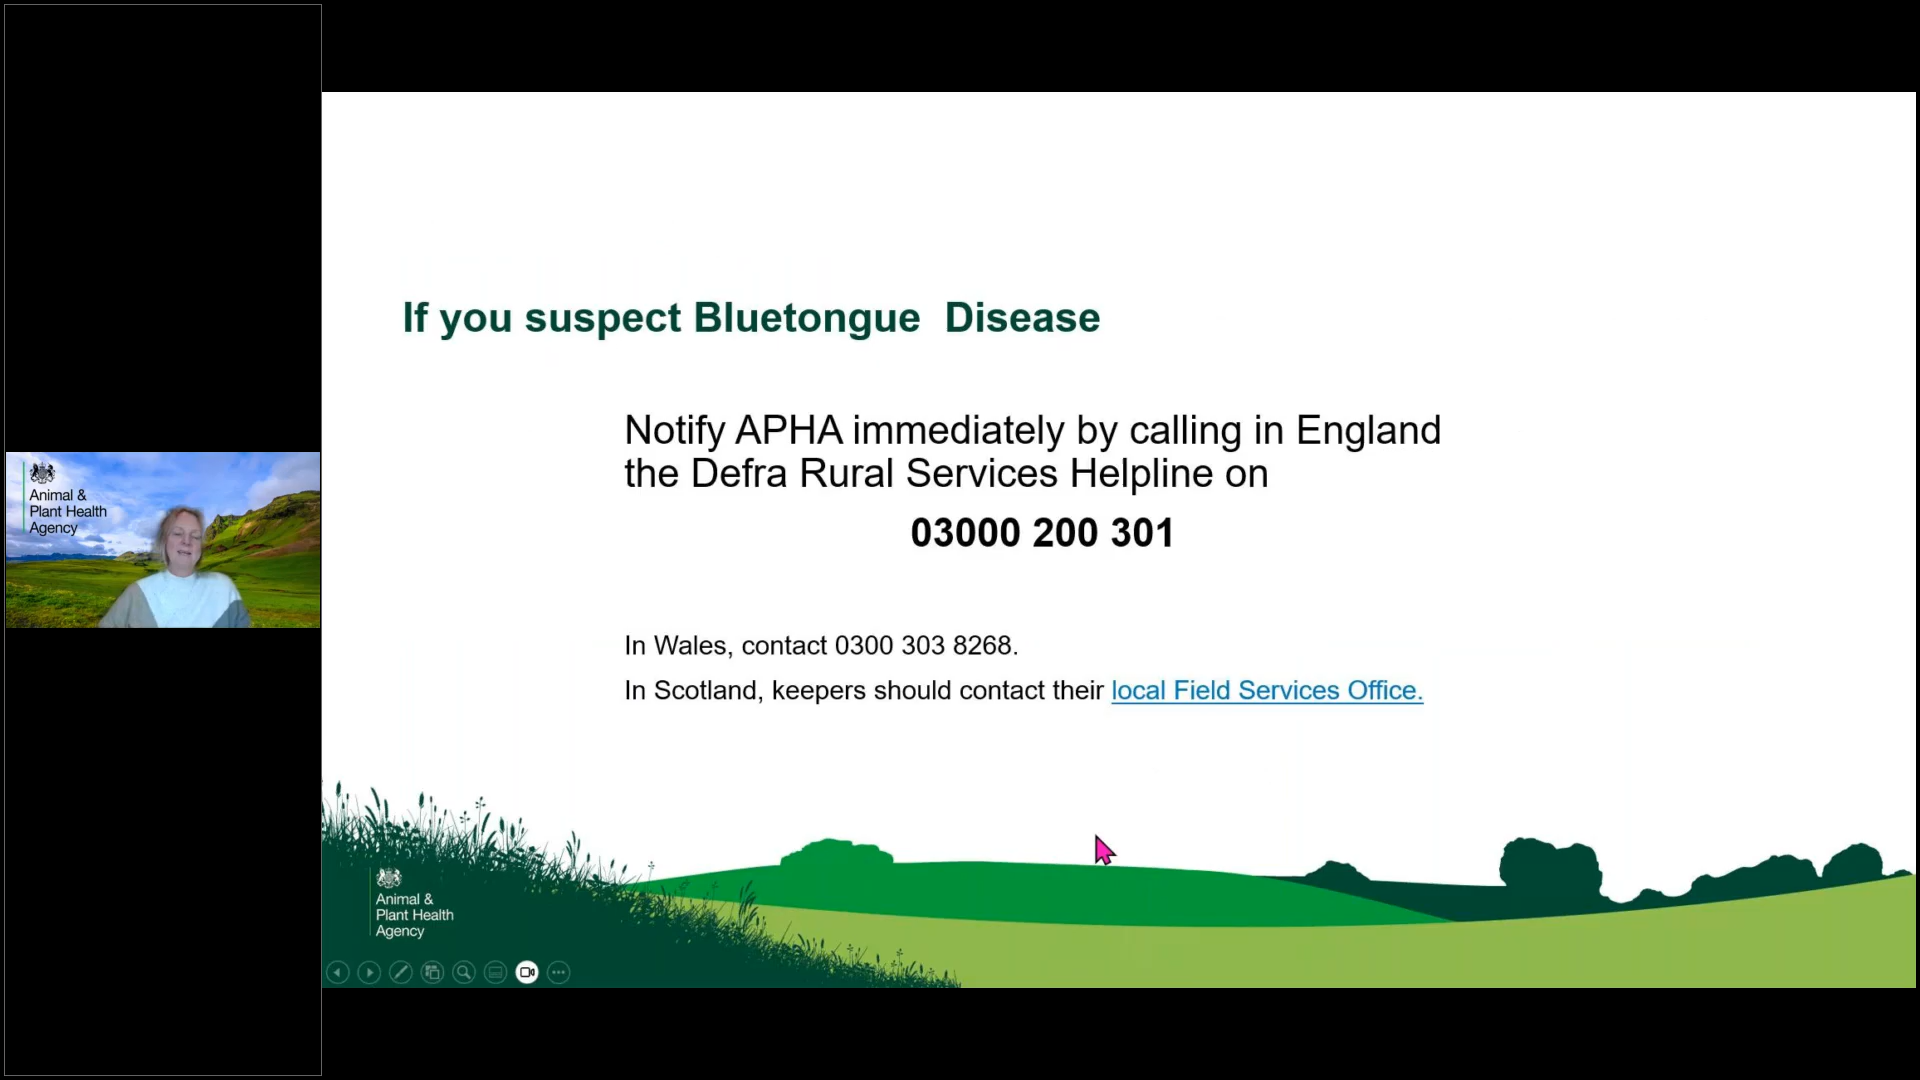 Animal &
Plant Health
Agency
If you suspect Bluetongue  Disease
Notify APHA immediately by calling in England
the Defra Rural Services Helpline on
03000 200 301
In Wales, contact 0300 303 8268.
In Scotland, keepers should contact their local Field Services Office.
Animal &
Plant Health
Agency